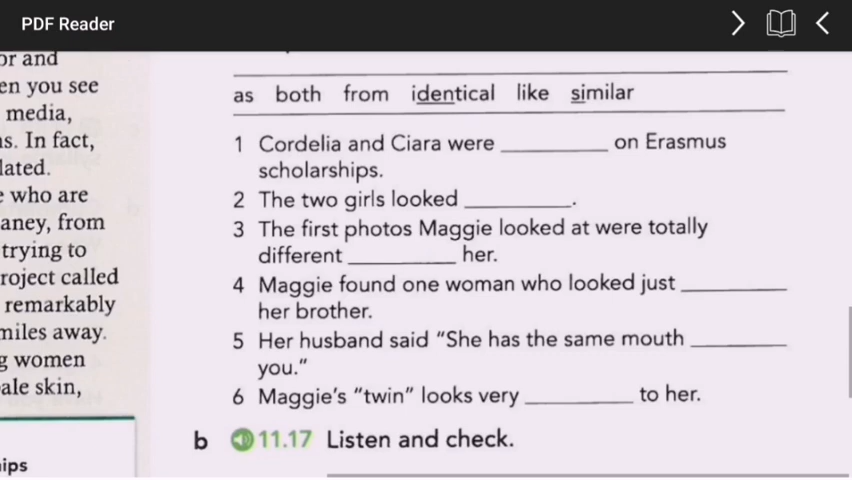 PDF Reader
or and
en you see
media,
s. In fact,
lated.
who are
aney, from
trying to
roject called
remarkably
miles away.
g women
ale skin,
ips
as both from identical like similar
1 Cordelia and Ciara were __________ on Erasmus
scholarships.
2 The two girls looked __________.
3 The first photos Maggie looked at were totally
different __________ her.
4 Maggie found one woman who looked just __________
her brother.
5 Her husband said “She has the same mouth __________
you.”
6 Maggie's “twin” looks very __________ to her.
b 11.17 Listen and check.